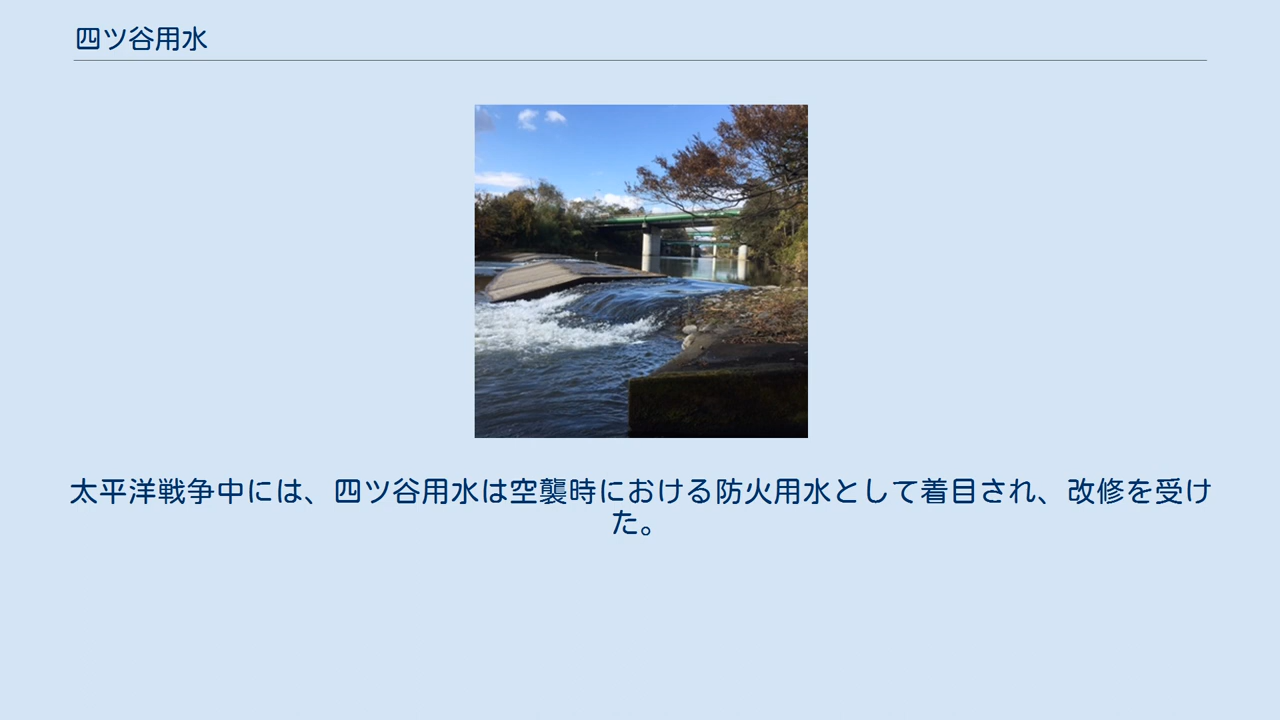 四ツ谷用水
太平洋戦争中には、四ツ谷用水は空襲時における防火用水として着目され、改修を受け
た。